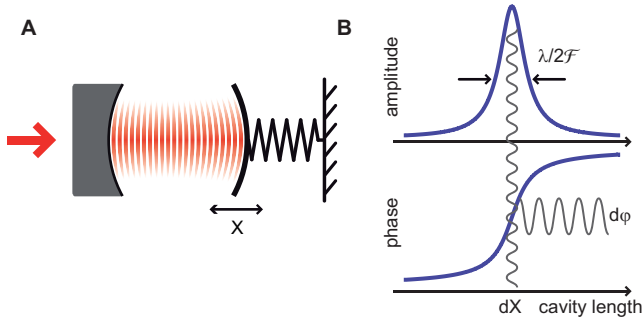 A
X
B
amplitude
λ/2ℱ
phase
dφ
dX
cavity length